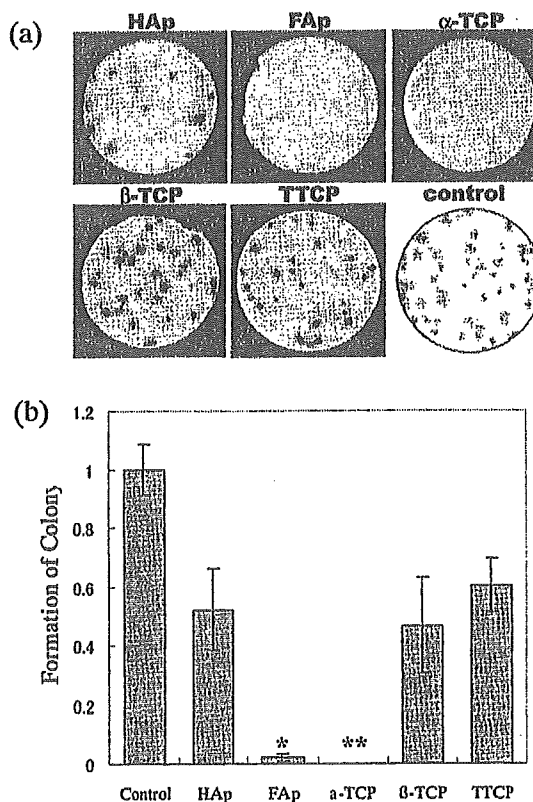 (a)
HAp FAp α-TCP
β-TCP TTCP control
(b)
1.2
1
0.8
0.6
0.4
0.2
0
Formation of Colony
* **
Control HAp FAp a-TCP ß-TCP TTCP